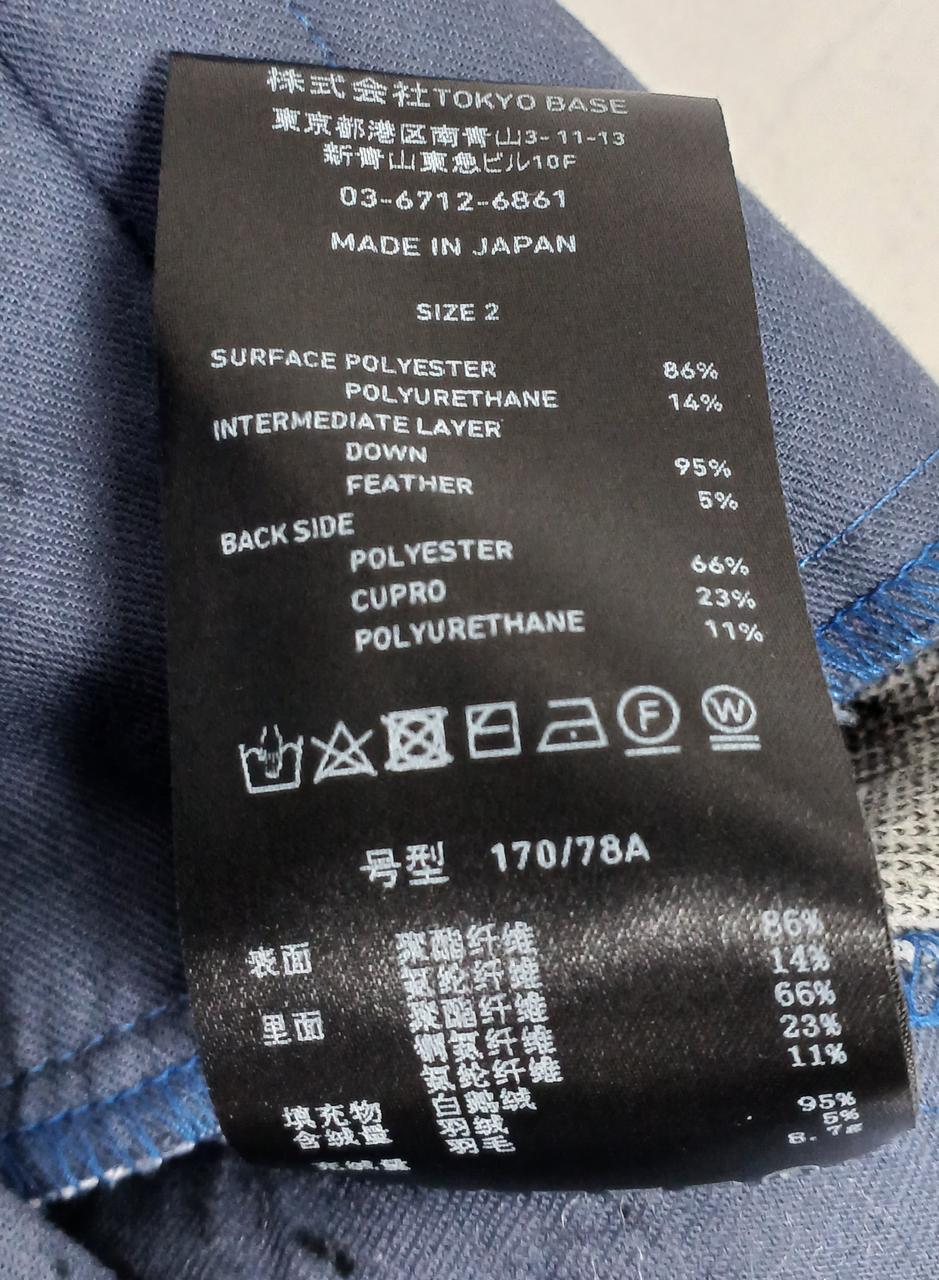 株式会社TOKYO BASE
東京都港区南青山3-11-13
新青山東急ビル10F
03-6712-6861
MADE IN JAPAN
SIZE 2
SURFACE POLYESTER 86%
POLYURETHANE 14%
INTERMEDIATE LAYER
DOWN 95%
FEATHER 5%
BACK SIDE
POLYESTER 66%
CUPRO 23%
POLYURETHANE 11%
F W
号型 170/78A
表面 聚酯纤维 86%
氨纶纤维 14%
里面 聚酯纤维 66%
铜氨纤维 23%
氨纶纤维 11%
填充物 白鹅绒
含绒量 羽绒 95%
羽毛 5%
充绒量 8.7g